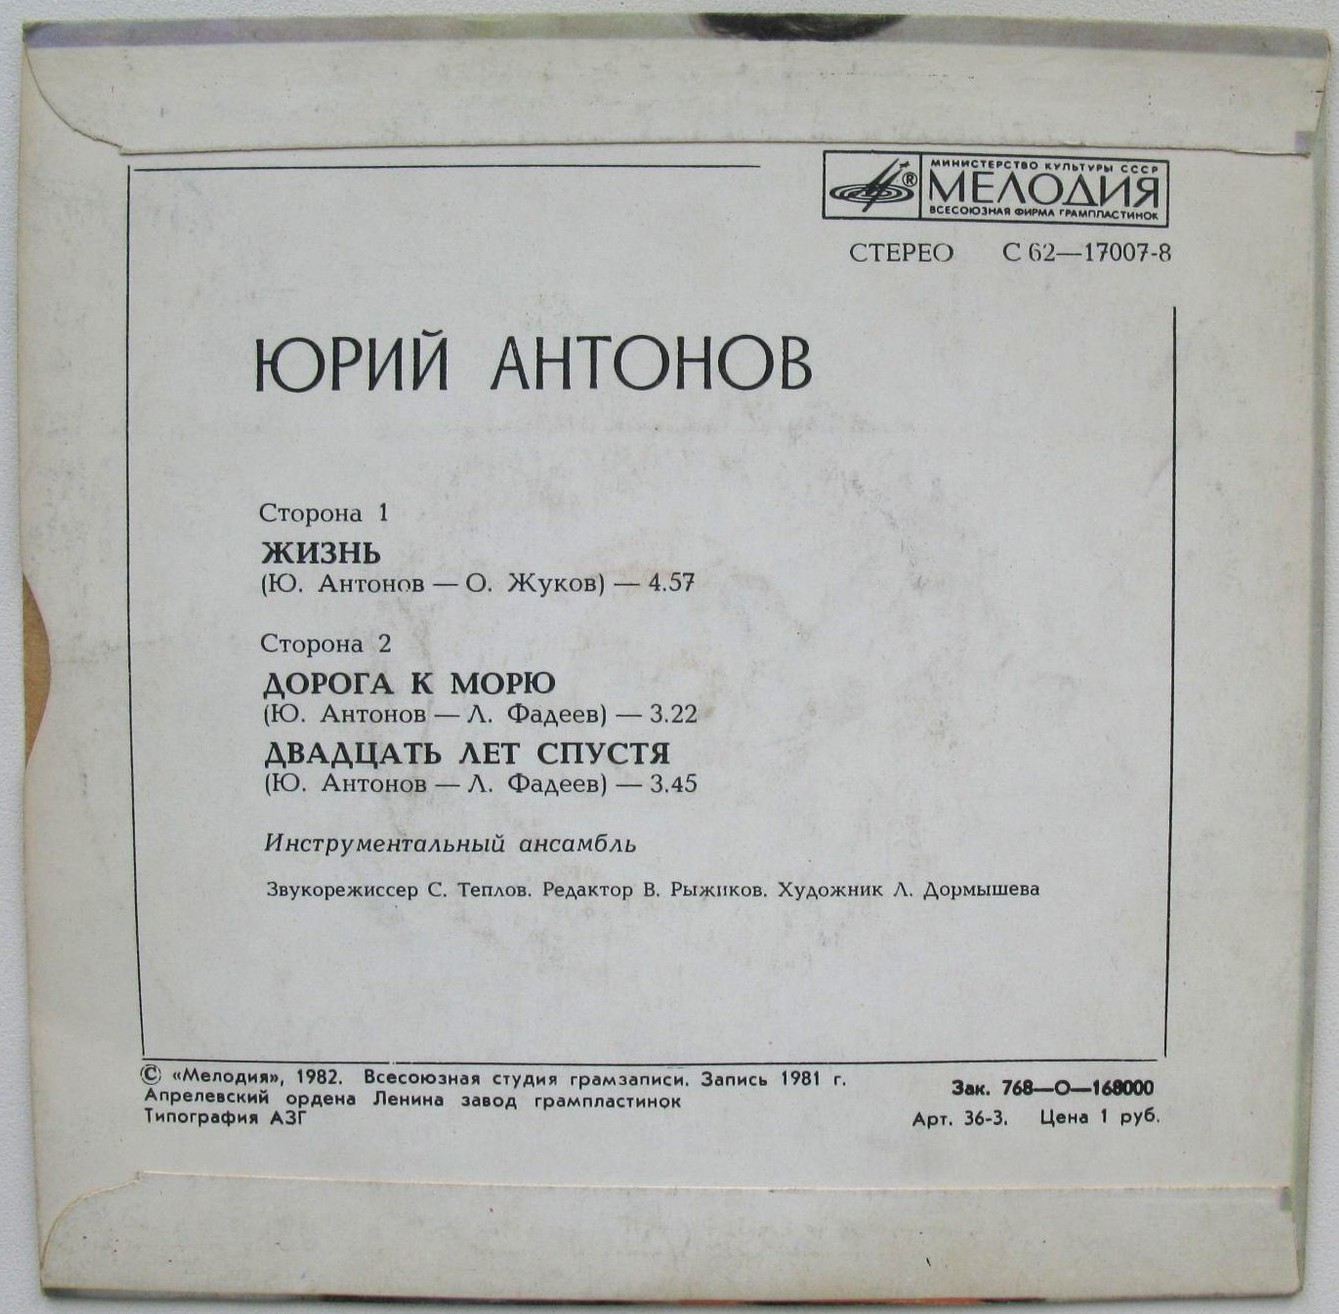 МИНИСТЕРСТВО КУЛЬТУРЫ СССР
® МЕЛОДИЯ
ВСЕСОЮЗНАЯ ФИРМА ГРАМПЛАСТИНОК
СТЕРЕО С 62—17007-8
ЮРИЙ АНТОНОВ
Сторона 1
ЖИЗНЬ
(Ю. Антонов — О. Жуков) — 4.57
Сторона 2
ДОРОГА К МОРЮ
(Ю. Антонов — Л. Фадеев) — 3.22
ДВАДЦАТЬ ЛЕТ СПУСТЯ
(Ю. Антонов — Л. Фадеев) — 3.45
Инструментальный ансамбль
Звукорежиссер С. Теплов. Редактор В. Рыжиков. Художник Л. Дормышева
© «Мелодия», 1982. Всесоюзная студия грамзаписи. Запись 1981 г.
Апрелевский ордена Ленина завод грампластинок
Типография АЗГ
Зак. 768—О—168000
Арт. 36-3. Цена 1 руб.